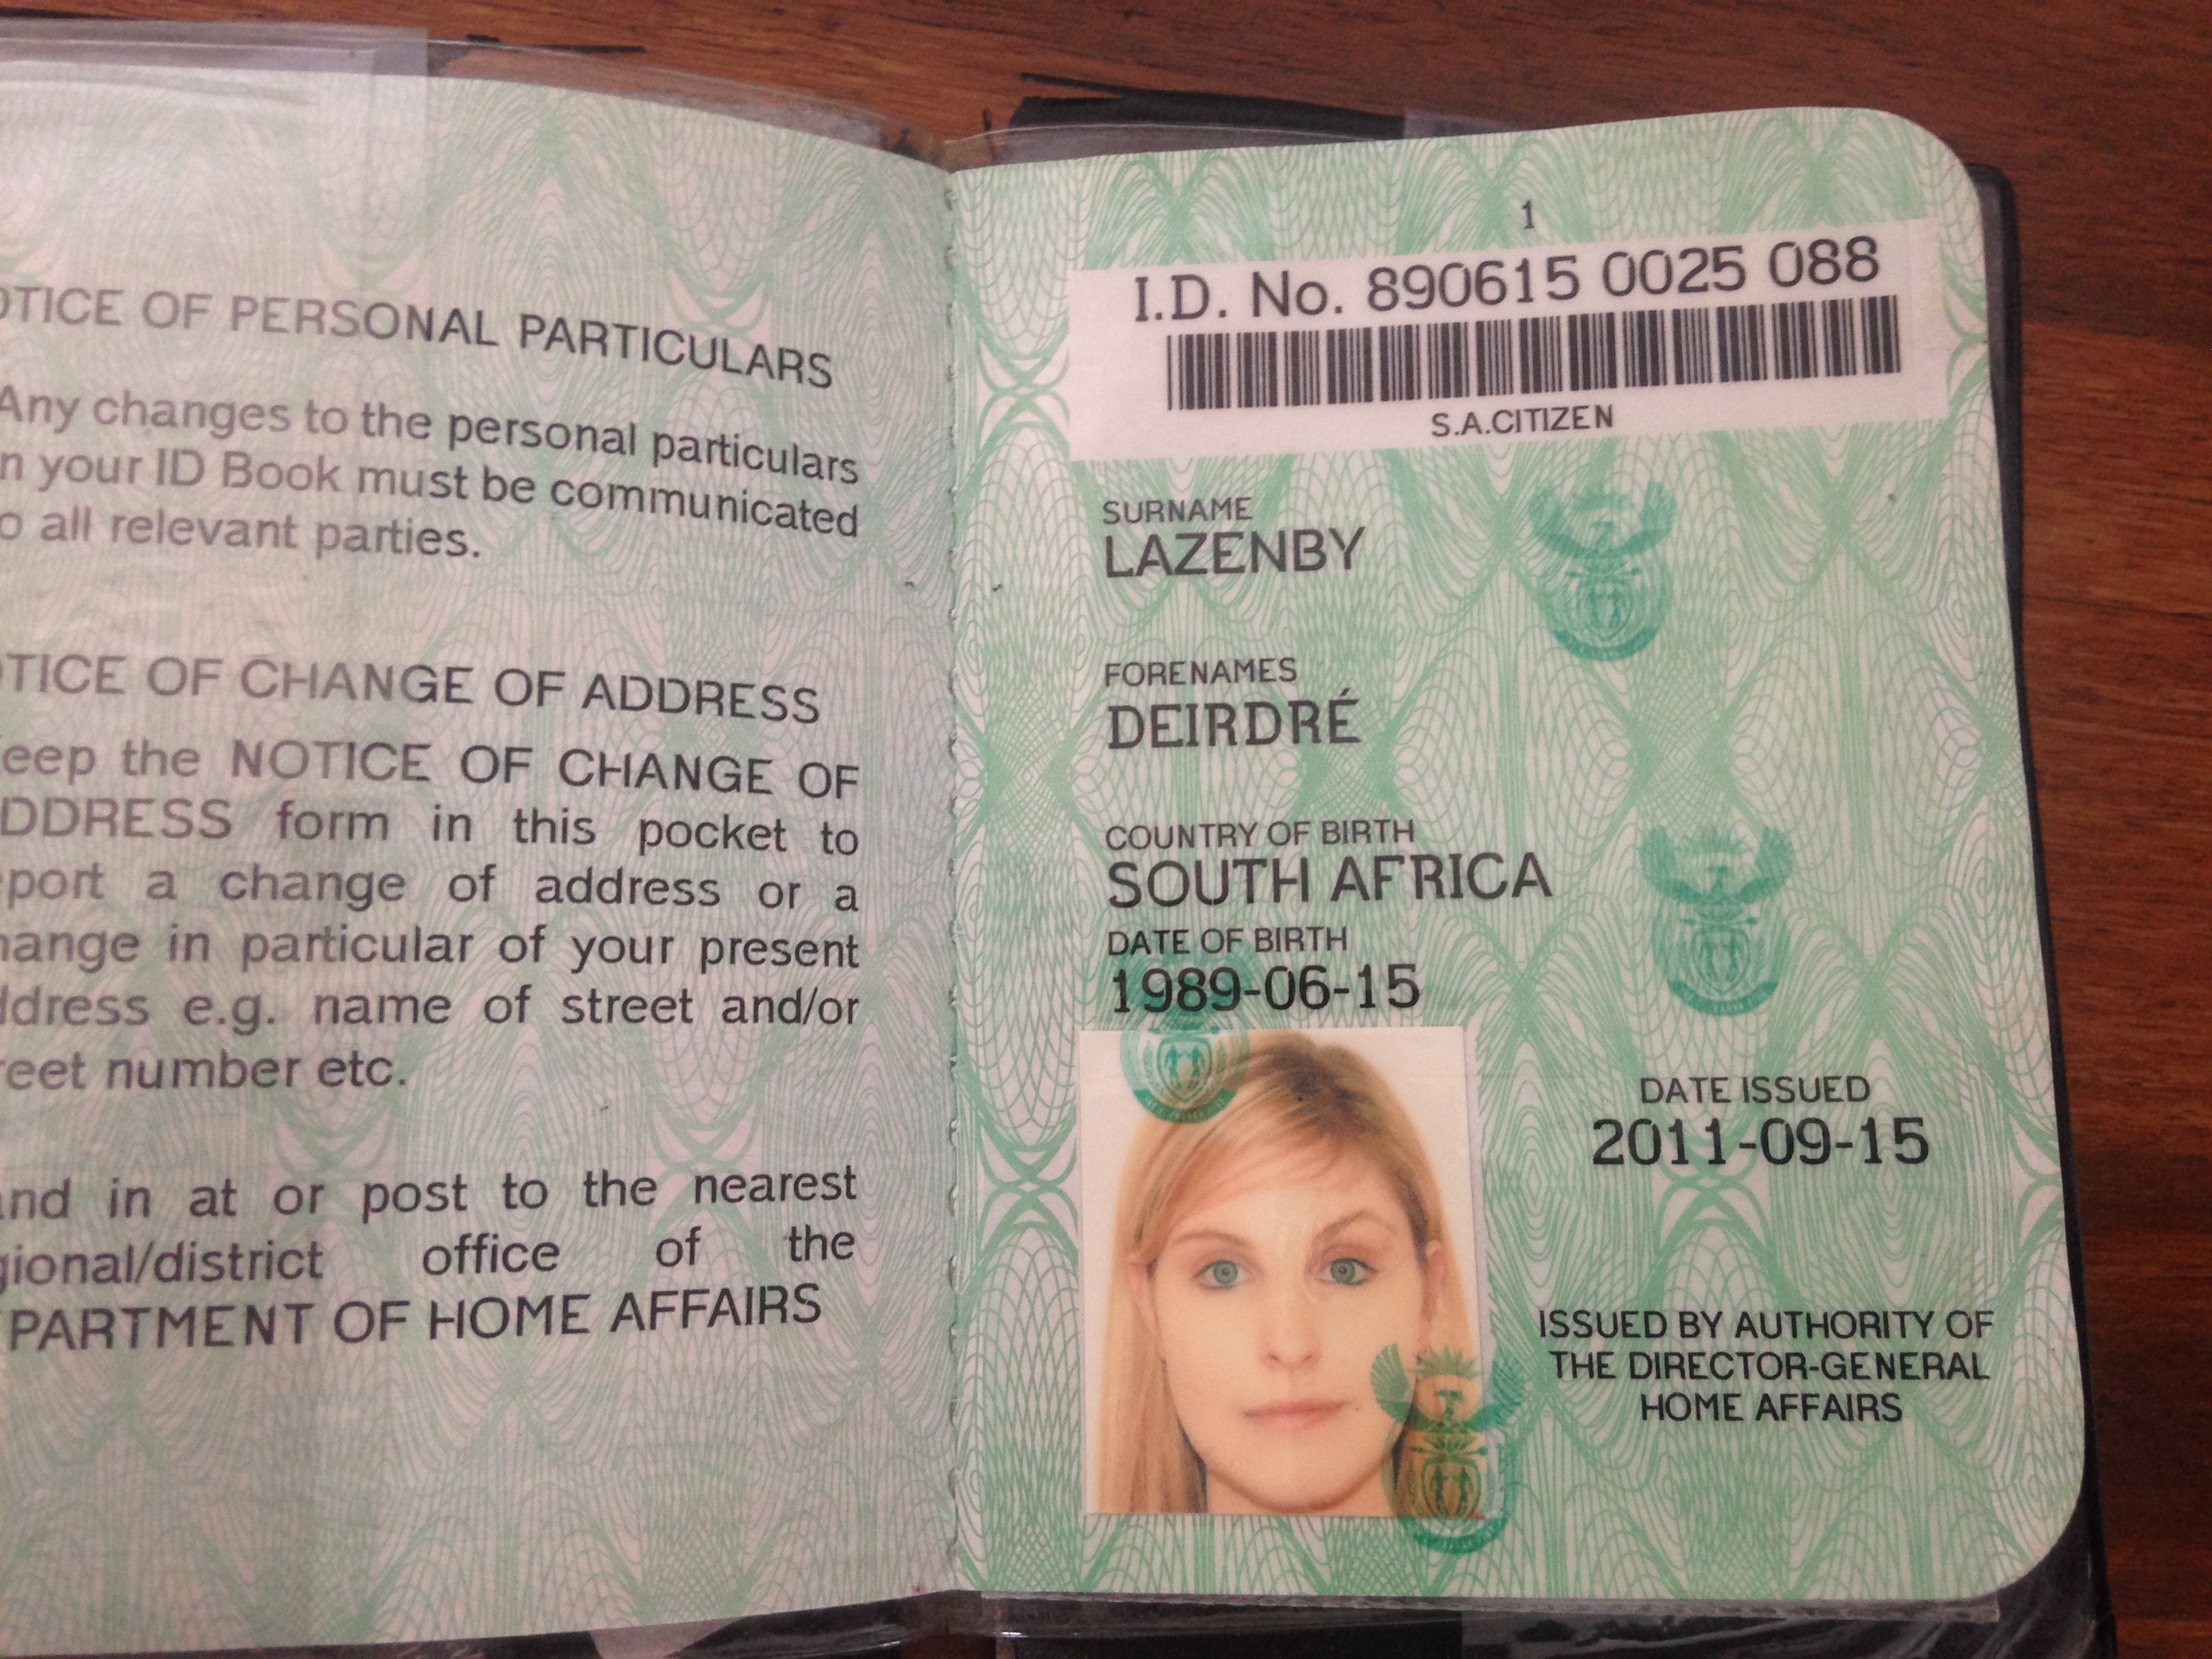 OTICE OF PERSONAL PARTICULARS
Any changes to the personal particulars
n your ID Book must be communicated
o all relevant parties.
OTICE OF CHANGE OF ADDRESS
eep the NOTICE OF CHANGE OF
DDRESS form in this pocket to
port a change of address or a
hange in particular of your present
ddress e.g. name of street and/or
reet number etc.
and in at or post to the nearest
gional/district office of the
PARTMENT OF HOME AFFAIRS
1
I.D. No. 890615 0025 088
S.A.CITIZEN
SURNAME
LAZENBY
FORENAMES
DEIRDRÉ
COUNTRY OF BIRTH
SOUTH AFRICA
DATE OF BIRTH
1989-06-15
DATE ISSUED
2011-09-15
ISSUED BY AUTHORITY OF
THE DIRECTOR-GENERAL
HOME AFFAIRS